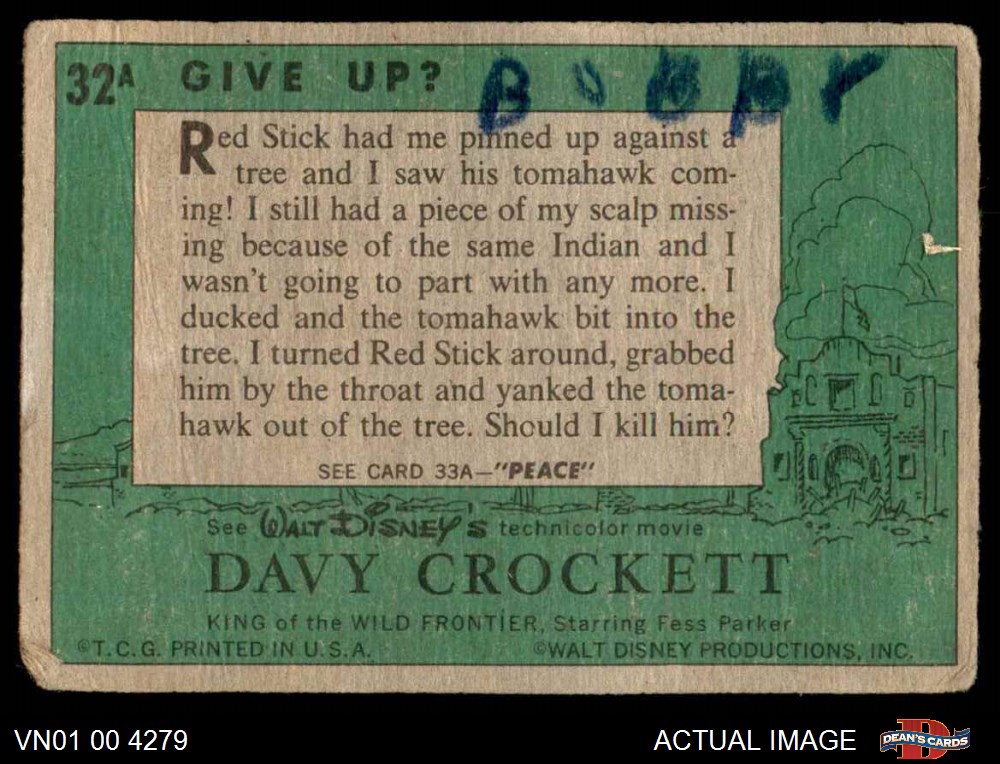 32A GIVE UP? Bobby
Red Stick had me pinned up against a
tree and I saw his tomahawk com-
ing! I still had a piece of my scalp miss-
ing because of the same Indian and I
wasn't going to part with any more. I
ducked and the tomahawk bit into the
tree. I turned Red Stick around, grabbed
him by the throat and yanked the toma-
hawk out of the tree. Should I kill him?
SEE CARD 33A—"PEACE"
See WALT DISNEY'S technicolor movie
DAVY CROCKETT
KING of the WILD FRONTIER, Starring Fess Parker
©T.C.G. PRINTED IN U.S.A. ©WALT DISNEY PRODUCTIONS, INC.
VN01 00 4279 ACTUAL IMAGE DEAN'S CARDS